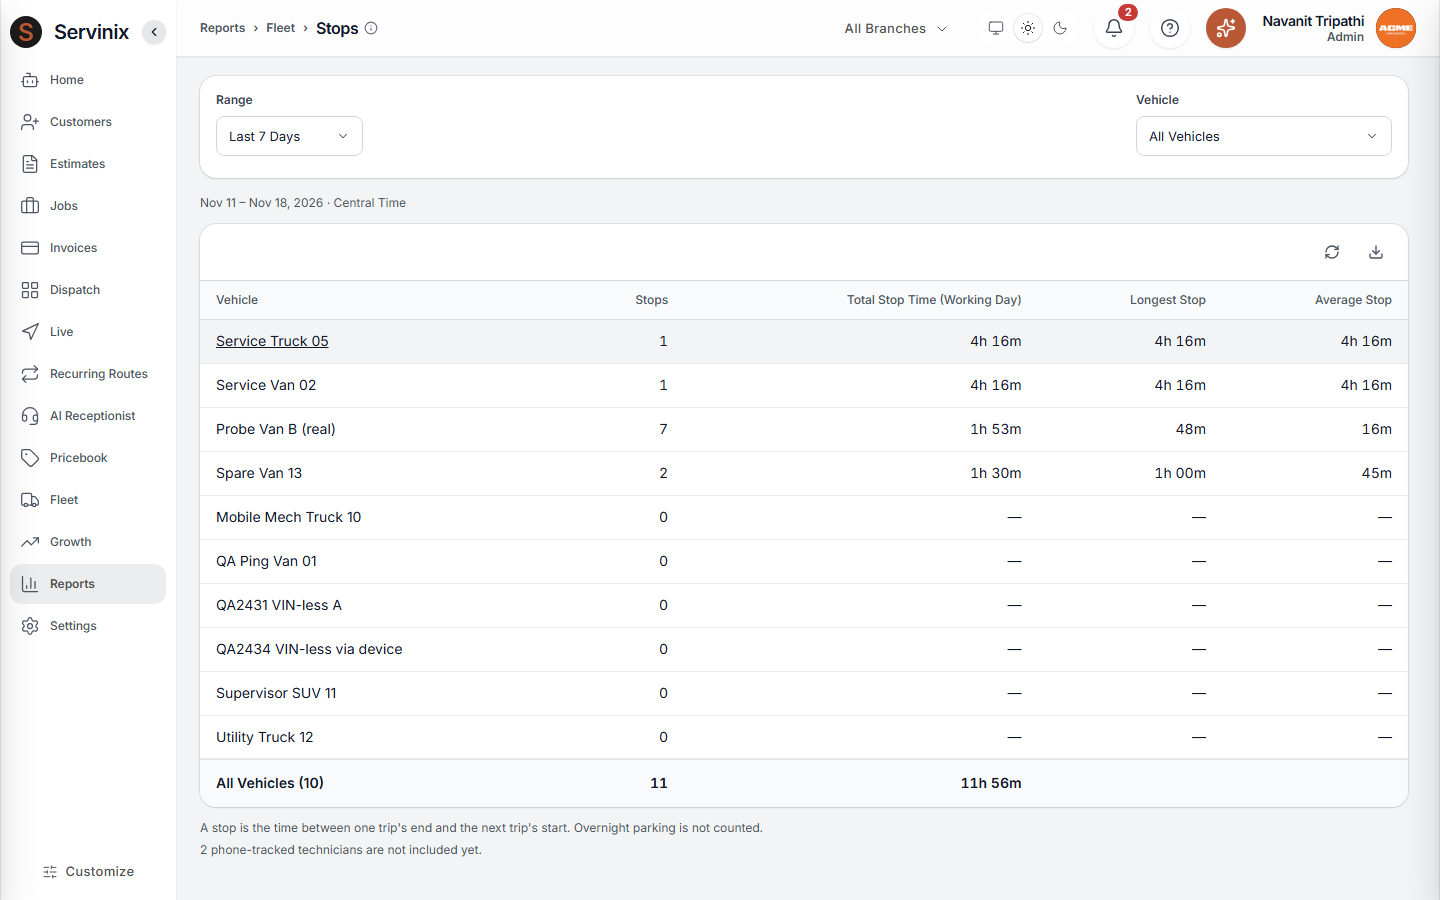 Servinix
Reports › Fleet › Stops
All Branches
2
Navanit Tripathi
Admin
ACME
Home
Customers
Estimates
Jobs
Invoices
Dispatch
Live
Recurring Routes
AI Receptionist
Pricebook
Fleet
Growth
Reports
Settings
Customize
Range
Last 7 Days
Vehicle
All Vehicles
Nov 11 – Nov 18, 2026 · Central Time
Vehicle Stops Total Stop Time (Working Day) Longest Stop Average Stop
Service Truck 05 1 4h 16m 4h 16m 4h 16m
Service Van 02 1 4h 16m 4h 16m 4h 16m
Probe Van B (real) 7 1h 53m 48m 16m
Spare Van 13 2 1h 30m 1h 00m 45m
Mobile Mech Truck 10 0 — — —
QA Ping Van 01 0 — — —
QA2431 VIN-less A 0 — — —
QA2434 VIN-less via device 0 — — —
Supervisor SUV 11 0 — — —
Utility Truck 12 0 — — —
All Vehicles (10) 11 11h 56m
A stop is the time between one trip's end and the next trip's start. Overnight parking is not counted.
2 phone-tracked technicians are not included yet.